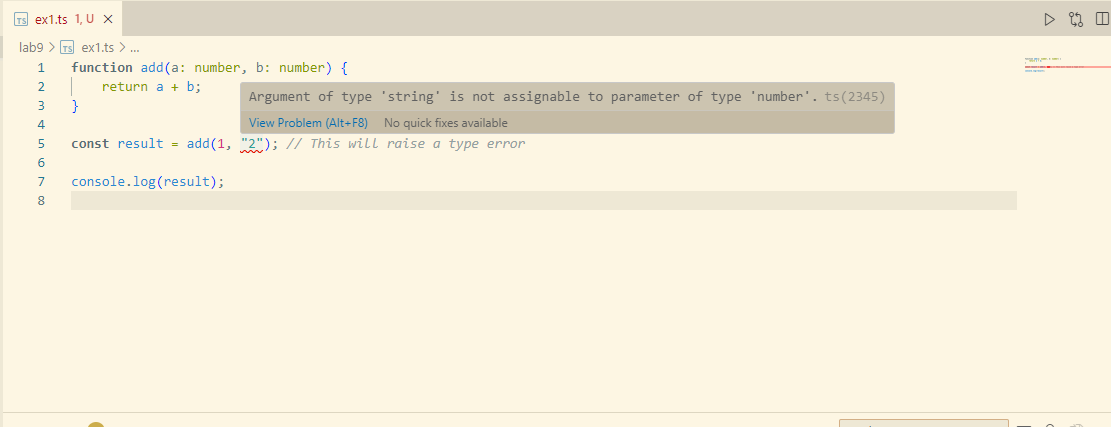 TS ex1.ts 1, U
lab9 > TS ex1.ts > ...
1 function add(a: number, b: number) {
2 return a + b;
Argument of type 'string' is not assignable to parameter of type 'number'. ts(2345)
3 }
View Problem (Alt+F8) No quick fixes available
4
5 const result = add(1, "2"); // This will raise a type error
6
7 console.log(result);
8